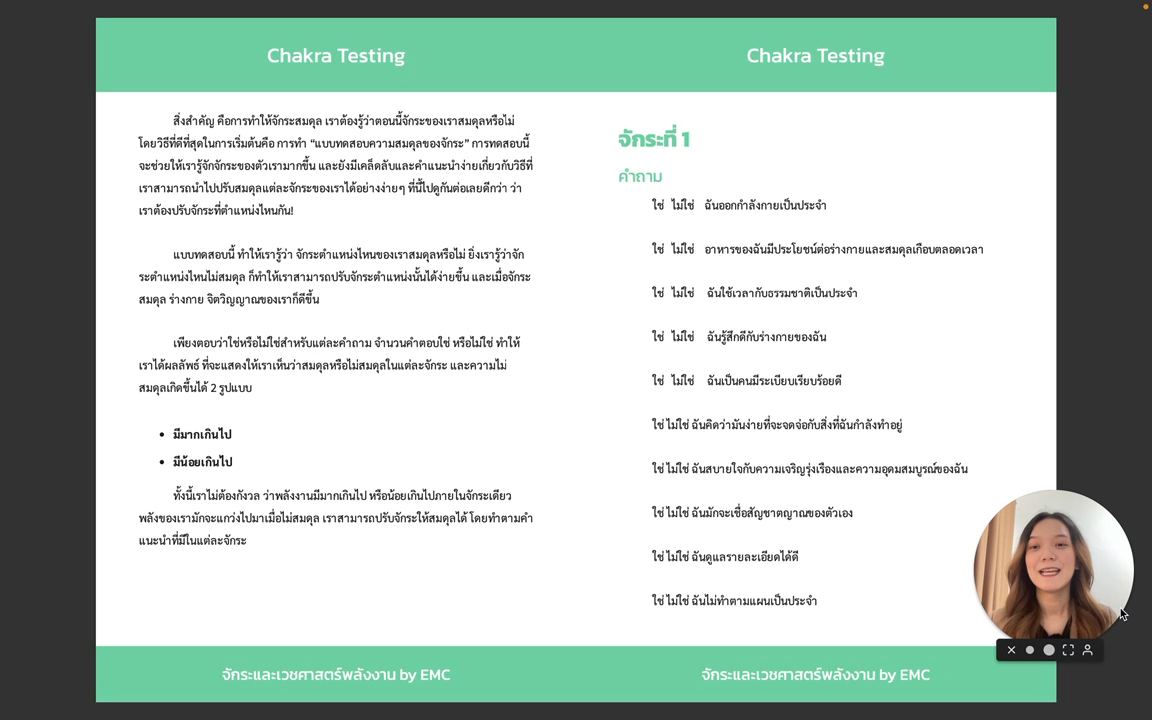 Chakra Testing
สิ่งสำคัญ คือการทำให้จักระสมดุล เราต้องรู้ว่าตอนนี้จักระของเราสมดุลหรือไม่
โดยวิธีที่ดีที่สุดในการเริ่มต้นคือ การทำ “แบบทดสอบความสมดุลของจักระ” การทดสอบนี้
จะช่วยให้เรารู้จักจักระของตัวเรามากขึ้น และยังมีเคล็ดลับและคำแนะนำง่ายเกี่ยวกับวิธีที่
เราสามารถนำไปปรับสมดุลแต่ละจักระของเราได้อย่างง่ายๆ ที่นี้ไปดูกันต่อเลยดีกว่า ว่า
เราต้องปรับจักระที่ตำแหน่งไหนกัน!
แบบทดสอบนี้ ทำให้เรารู้ว่า จักระตำแหน่งไหนของเราสมดุลหรือไม่ ยิ่งเรารู้ว่าจัก
ระตำแหน่งไหนไม่สมดุล ก็ทำให้เราสามารถปรับจักระตำแหน่งนั้นได้ง่ายขึ้น และเมื่อจักระ
สมดุล ร่างกาย จิตวิญญาณของเราก็ดีขึ้น
เพียงตอบว่าใช่หรือไม่ใช่สำหรับแต่ละคำถาม จำนวนคำตอบใช่ หรือไม่ใช่ ทำให้
เราได้ผลลัพธ์ ที่จะแสดงให้เราเห็นว่าสมดุลหรือไม่สมดุลในแต่ละจักระ และความไม่
สมดุลเกิดขึ้นได้ 2 รูปแบบ
• มีมากเกินไป
• มีน้อยเกินไป
ทั้งนี้เราไม่ต้องกังวล ว่าพลังงานมีมากเกินไป หรือน้อยเกินไปภายในจักระเดียว
พลังของเรามักจะแกว่งไปมาเมื่อไม่สมดุล เราสามารถปรับจักระให้สมดุลได้ โดยทำตามคำ
แนะนำที่มีในแต่ละจักระ
จักระและเวชศาสตร์พลังงาน by EMC
Chakra Testing
จักระที่ 1
คำถาม
ใช่ ไม่ใช่ ฉันออกกำลังกายเป็นประจำ
ใช่ ไม่ใช่ อาหารของฉันมีประโยชน์ต่อร่างกายและสมดุลเกือบตลอดเวลา
ใช่ ไม่ใช่ ฉันใช้เวลากับธรรมชาติเป็นประจำ
ใช่ ไม่ใช่ ฉันรู้สึกดีกับร่างกายของฉัน
ใช่ ไม่ใช่ ฉันเป็นคนมีระเบียบเรียบร้อยดี
ใช่ ไม่ใช่ ฉันคิดว่ามันง่ายที่จะจดจ่อกับสิ่งที่ฉันกำลังทำอยู่
ใช่ ไม่ใช่ ฉันสบายใจกับความเจริญรุ่งเรืองและความอุดมสมบูรณ์ของฉัน
ใช่ ไม่ใช่ ฉันมักจะเชื่อสัญชาตญาณของตัวเอง
ใช่ ไม่ใช่ ฉันดูแลรายละเอียดได้ดี
ใช่ ไม่ใช่ ฉันไม่ทำตามแผนเป็นประจำ
จักระและเวชศาสตร์พลังงาน by EMC